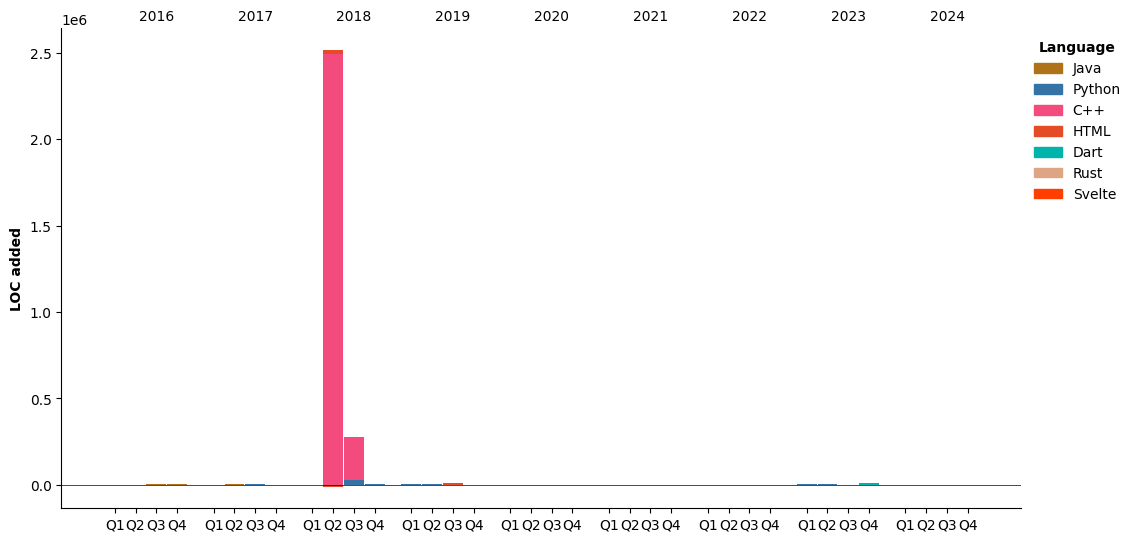 1e6
2016 2017 2018 2019 2020 2021 2022 2023 2024
2.5
2.0
1.5
1.0
0.5
0.0
LOC added
Q1 Q2 Q3 Q4 Q1 Q2 Q3 Q4 Q1 Q2 Q3 Q4 Q1 Q2 Q3 Q4 Q1 Q2 Q3 Q4 Q1 Q2 Q3 Q4 Q1 Q2 Q3 Q4 Q1 Q2 Q3 Q4 Q1 Q2 Q3 Q4
Language
Java
Python
C++
HTML
Dart
Rust
Svelte